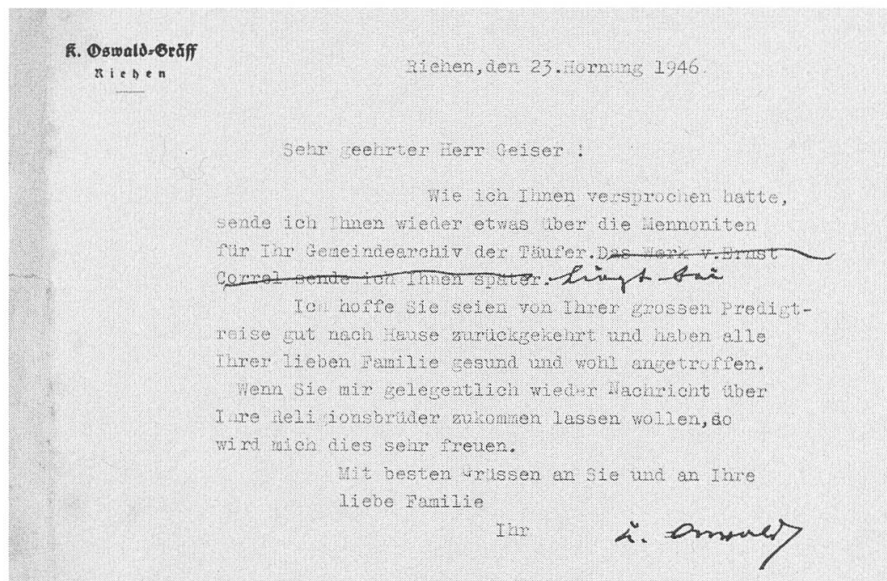 K. Oswald-Gräff
Riehen
Riehen,den 23.Hornung 1946.
Sehr geehrter Herr Geiser !
Wie ich Ihnen versprochen hatte,
sende ich Ihnen wieder etwas über die Mennoniten
für Ihr Gemeindearchiv der Täufer.Das Werk v.Ernst
Correl sende ich Ihnen später. liegt bei
Ich hoffe Sie seien von Ihrer grossen Predigt-
reise gut nach Hause zurückgekehrt und haben alle
Ihrer lieben Familie gesund und wohl angetroffen.
Wenn Sie mir gelegentlich wieder Nachricht über
Ihre Religionsbrüder zukommen lassen wollen,so
wird mich dies sehr freuen.
Mit besten Grüssen an Sie und an Ihre
liebe Familie
Ihr K. Oswald